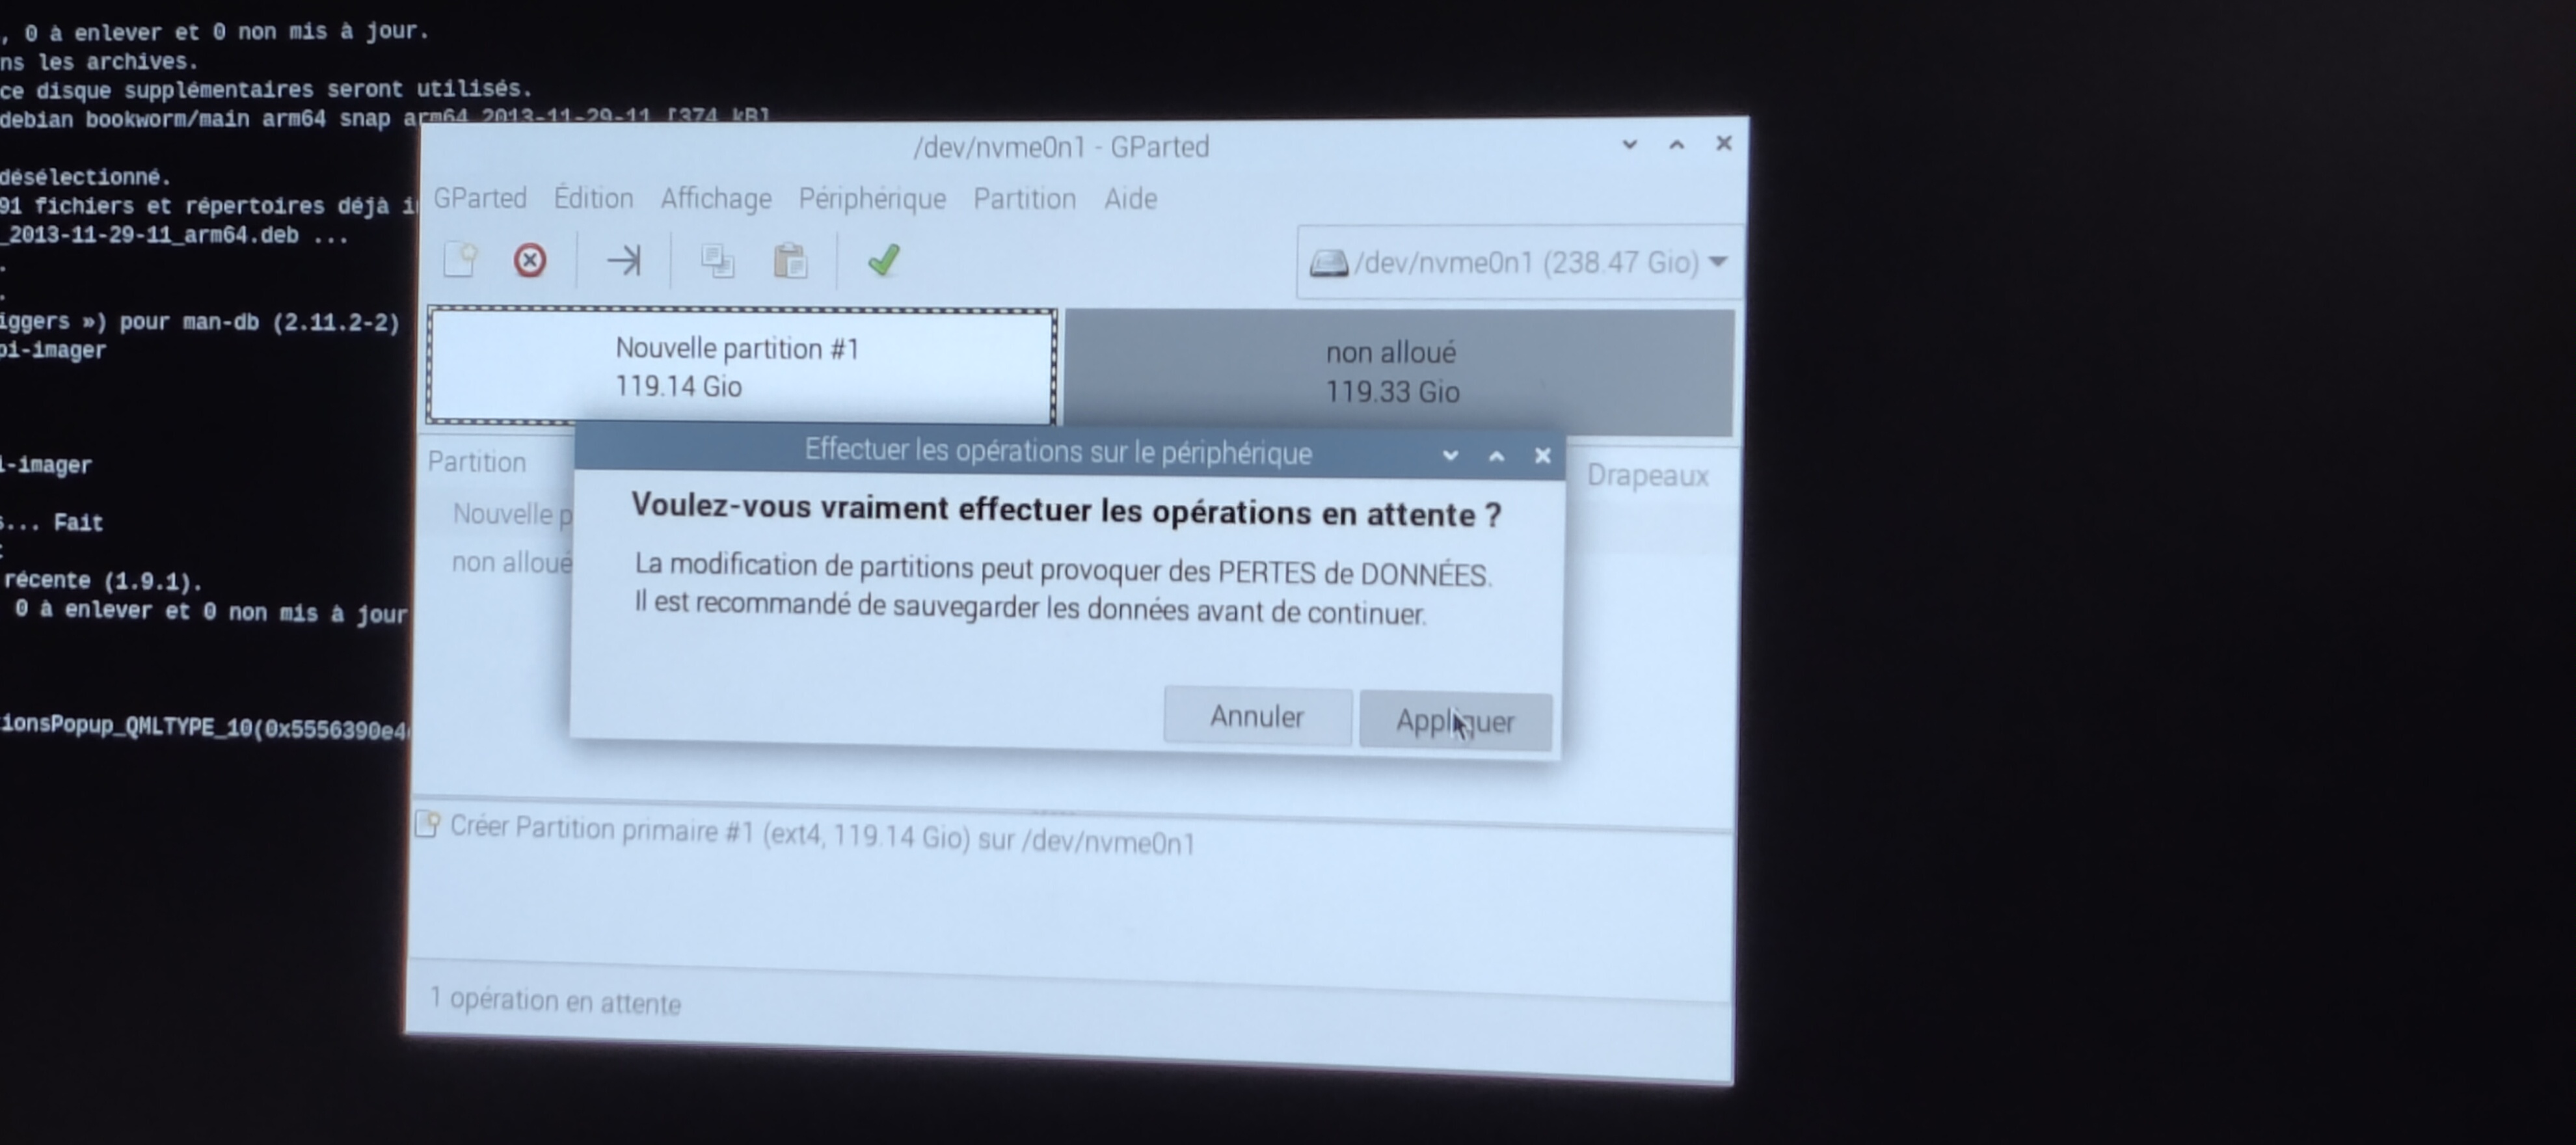 , 0 à enlever et 0 non mis à jour.
ns les archives.
ce disque supplémentaires seront utilisés.
debian bookworm/main arm64 snap arm64 2013-11-29-11 [374 kB]
désélectionné.
91 fichiers et répertoires déjà i
_2013-11-29-11_arm64.deb ...
.
.
iggers ») pour man-db (2.11.2-2)
pi-imager
i-imager
s... Fait
:
récente (1.9.1).
0 à enlever et 0 non mis à jour
ionsPopup_QMLTYPE_10(0x5556390e4
/dev/nvme0n1 - GParted
GParted Édition Affichage Périphérique Partition Aide
/dev/nvme0n1 (238.47 Gio)
Nouvelle partition #1
119.14 Gio
non alloué
119.33 Gio
Partition
Drapeaux
Nouvelle p
non alloué
Effectuer les opérations sur le périphérique
Voulez-vous vraiment effectuer les opérations en attente ?
La modification de partitions peut provoquer des PERTES de DONNÉES.
Il est recommandé de sauvegarder les données avant de continuer.
Annuler
Appliquer
Créer Partition primaire #1 (ext4, 119.14 Gio) sur /dev/nvme0n1
1 opération en attente